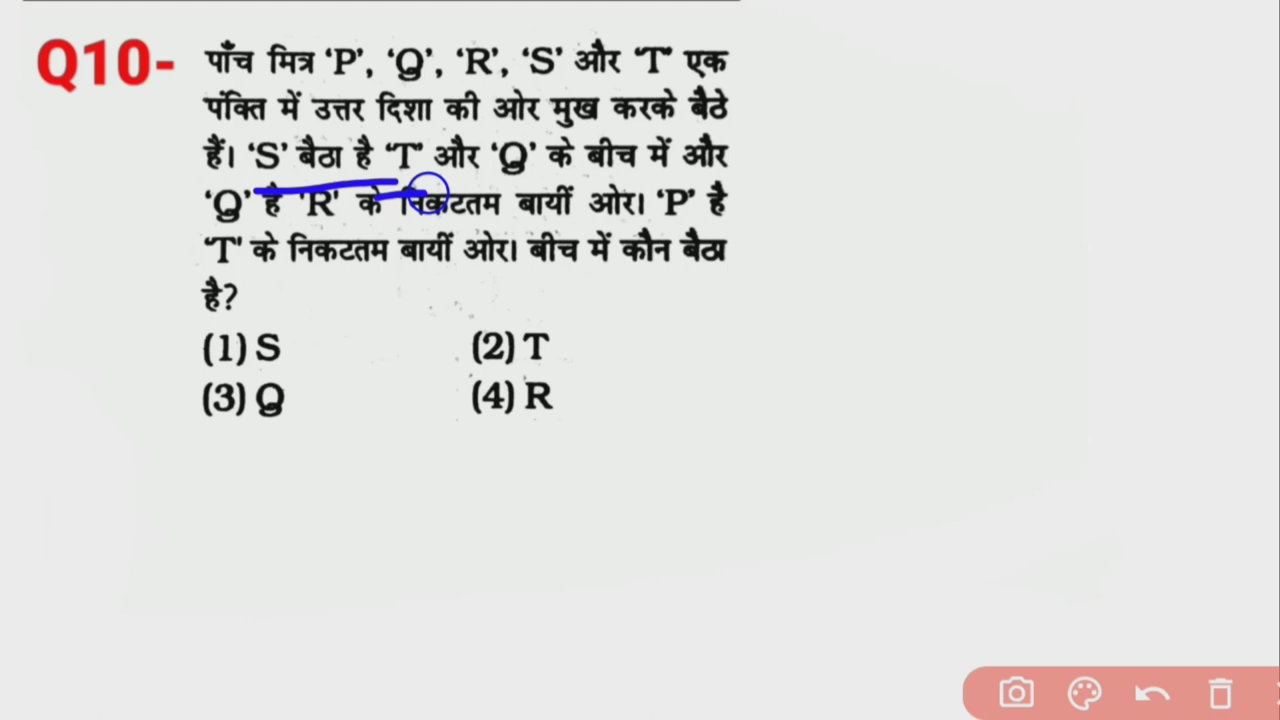 Q10- पाँच मित्र ‘P’, ‘Q’, ‘R’, ‘S’ और ‘T’ एक
पंक्ति में उत्तर दिशा की ओर मुख करके बैठे
हैं। ‘S’ बैठा है ‘T’ और ‘Q’ के बीच में और
‘Q’ है ‘R’ के निकटतम बायीं ओर। ‘P’ है
‘T’ के निकटतम बायीं ओर। बीच में कौन बैठा
है?
(1) S (2) T
(3) Q (4) R